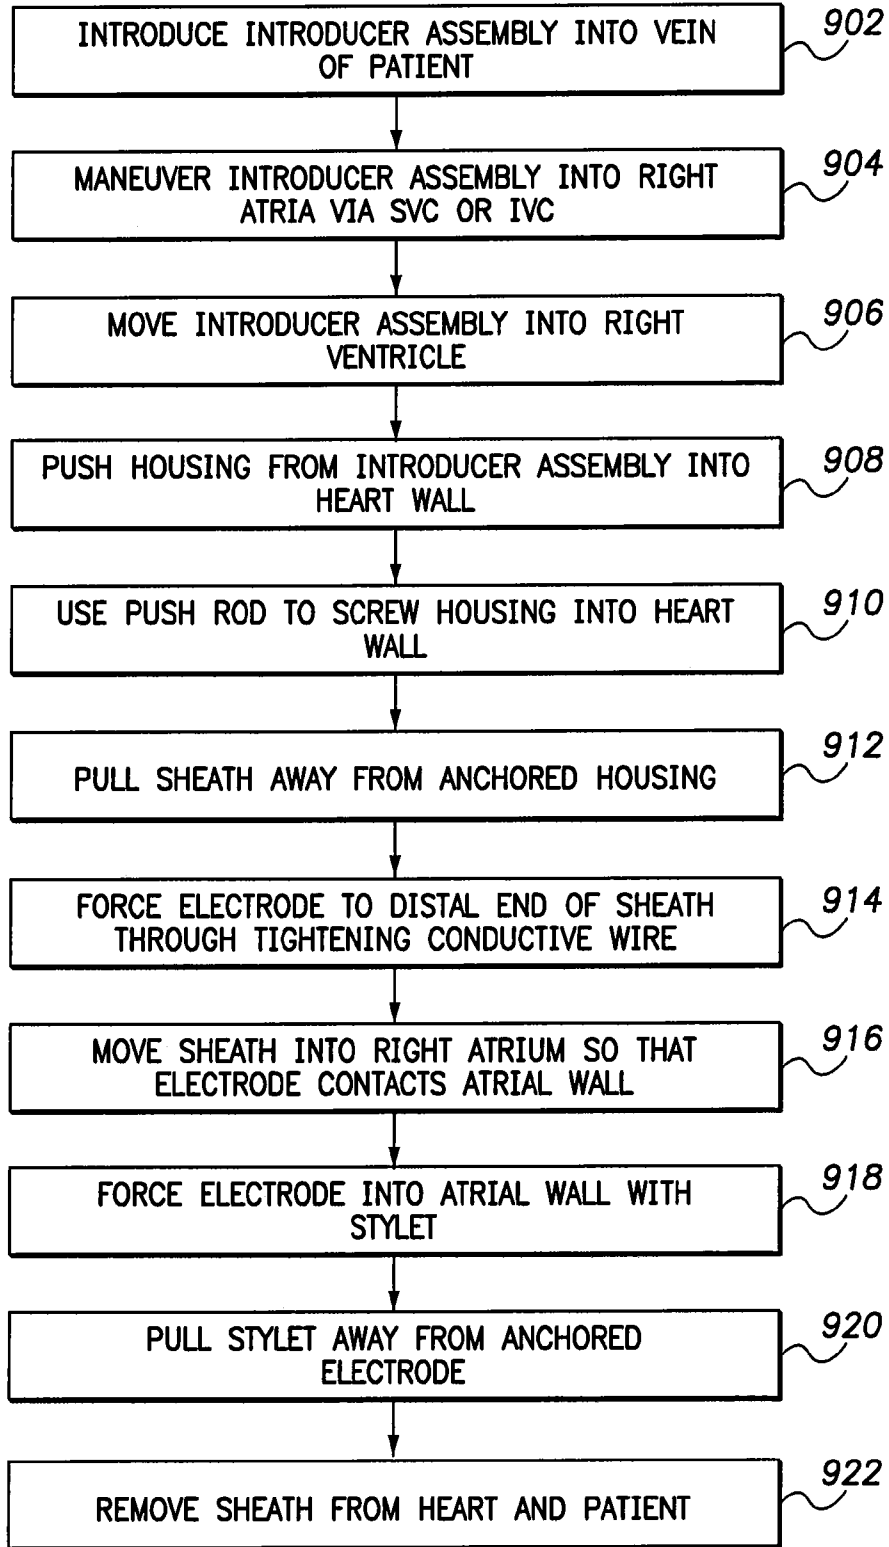 INTRODUCE INTRODUCER ASSEMBLY INTO VEIN
OF PATIENT
902
MANEUVER INTRODUCER ASSEMBLY INTO RIGHT
ATRIA VIA SVC OR IVC
904
MOVE INTRODUCER ASSEMBLY INTO RIGHT
VENTRICLE
906
PUSH HOUSING FROM INTRODUCER ASSEMBLY INTO
HEART WALL
908
USE PUSH ROD TO SCREW HOUSING INTO HEART
WALL
910
PULL SHEATH AWAY FROM ANCHORED HOUSING
912
FORCE ELECTRODE TO DISTAL END OF SHEATH
THROUGH TIGHTENING CONDUCTIVE WIRE
914
MOVE SHEATH INTO RIGHT ATRIUM SO THAT
ELECTRODE CONTACTS ATRIAL WALL
916
FORCE ELECTRODE INTO ATRIAL WALL WITH
STYLET
918
PULL STYLET AWAY FROM ANCHORED
ELECTRODE
920
REMOVE SHEATH FROM HEART AND PATIENT
922